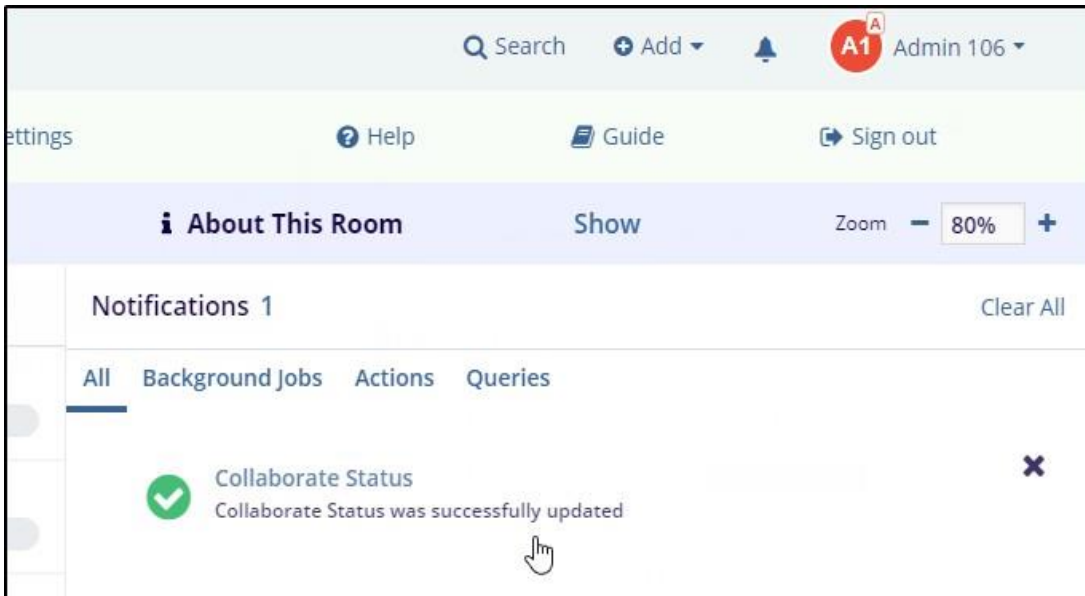 Search Add A A1 Admin 106
ettings Help Guide Sign out
i About This Room Show Zoom − 80% +
Notifications 1 Clear All
All Background Jobs Actions Queries
Collaborate Status
Collaborate Status was successfully updated